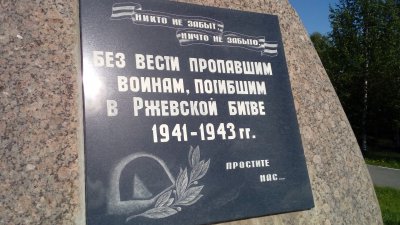 НИКТО НЕ ЗАБЫТ
НИЧТО НЕ ЗАБЫТО
БЕЗ ВЕСТИ ПРОПАВШИМ
ВОИНАМ, ПОГИБШИМ
В РЖЕВСКОЙ БИТВЕ
1941-1943 гг.
ПРОСТИТЕ
НАС...